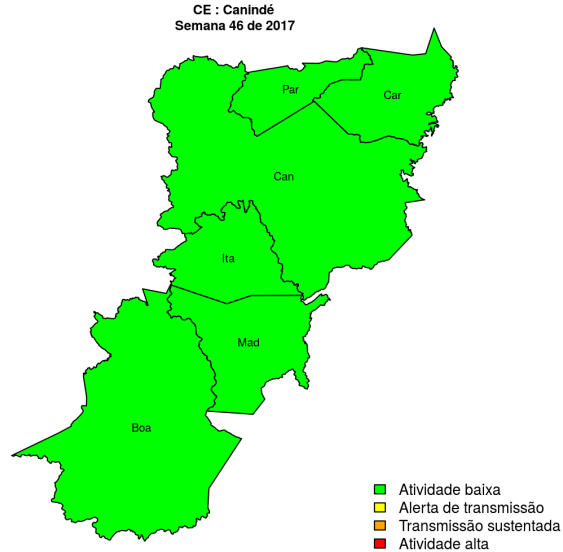 CE : Canindé
Semana 46 de 2017
Par
Car
Can
Ita
Mad
Boa
Atividade baixa
Alerta de transmissão
Transmissão sustentada
Atividade alta